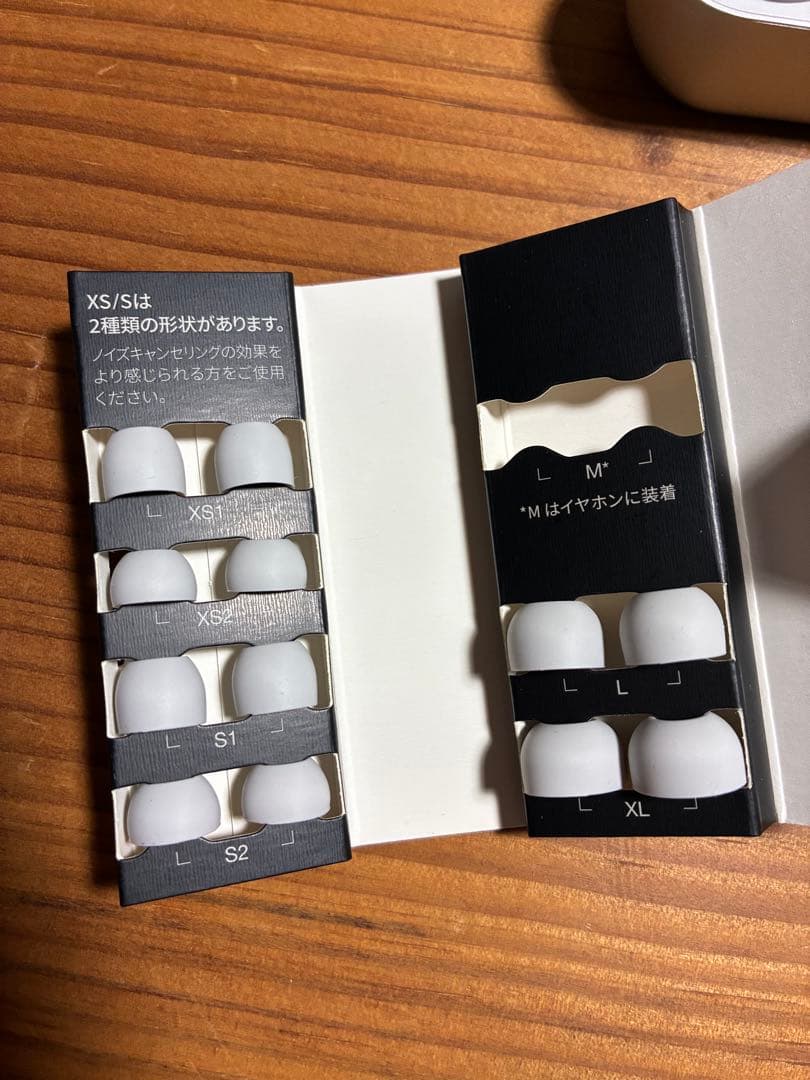 XS/Sは
2種類の形状があります。
ノイズキャンセリングの効果を
より感じられる方をご使用
ください。
XS1
XS2
S1
S2
M*
*M はイヤホンに装着
L
XL